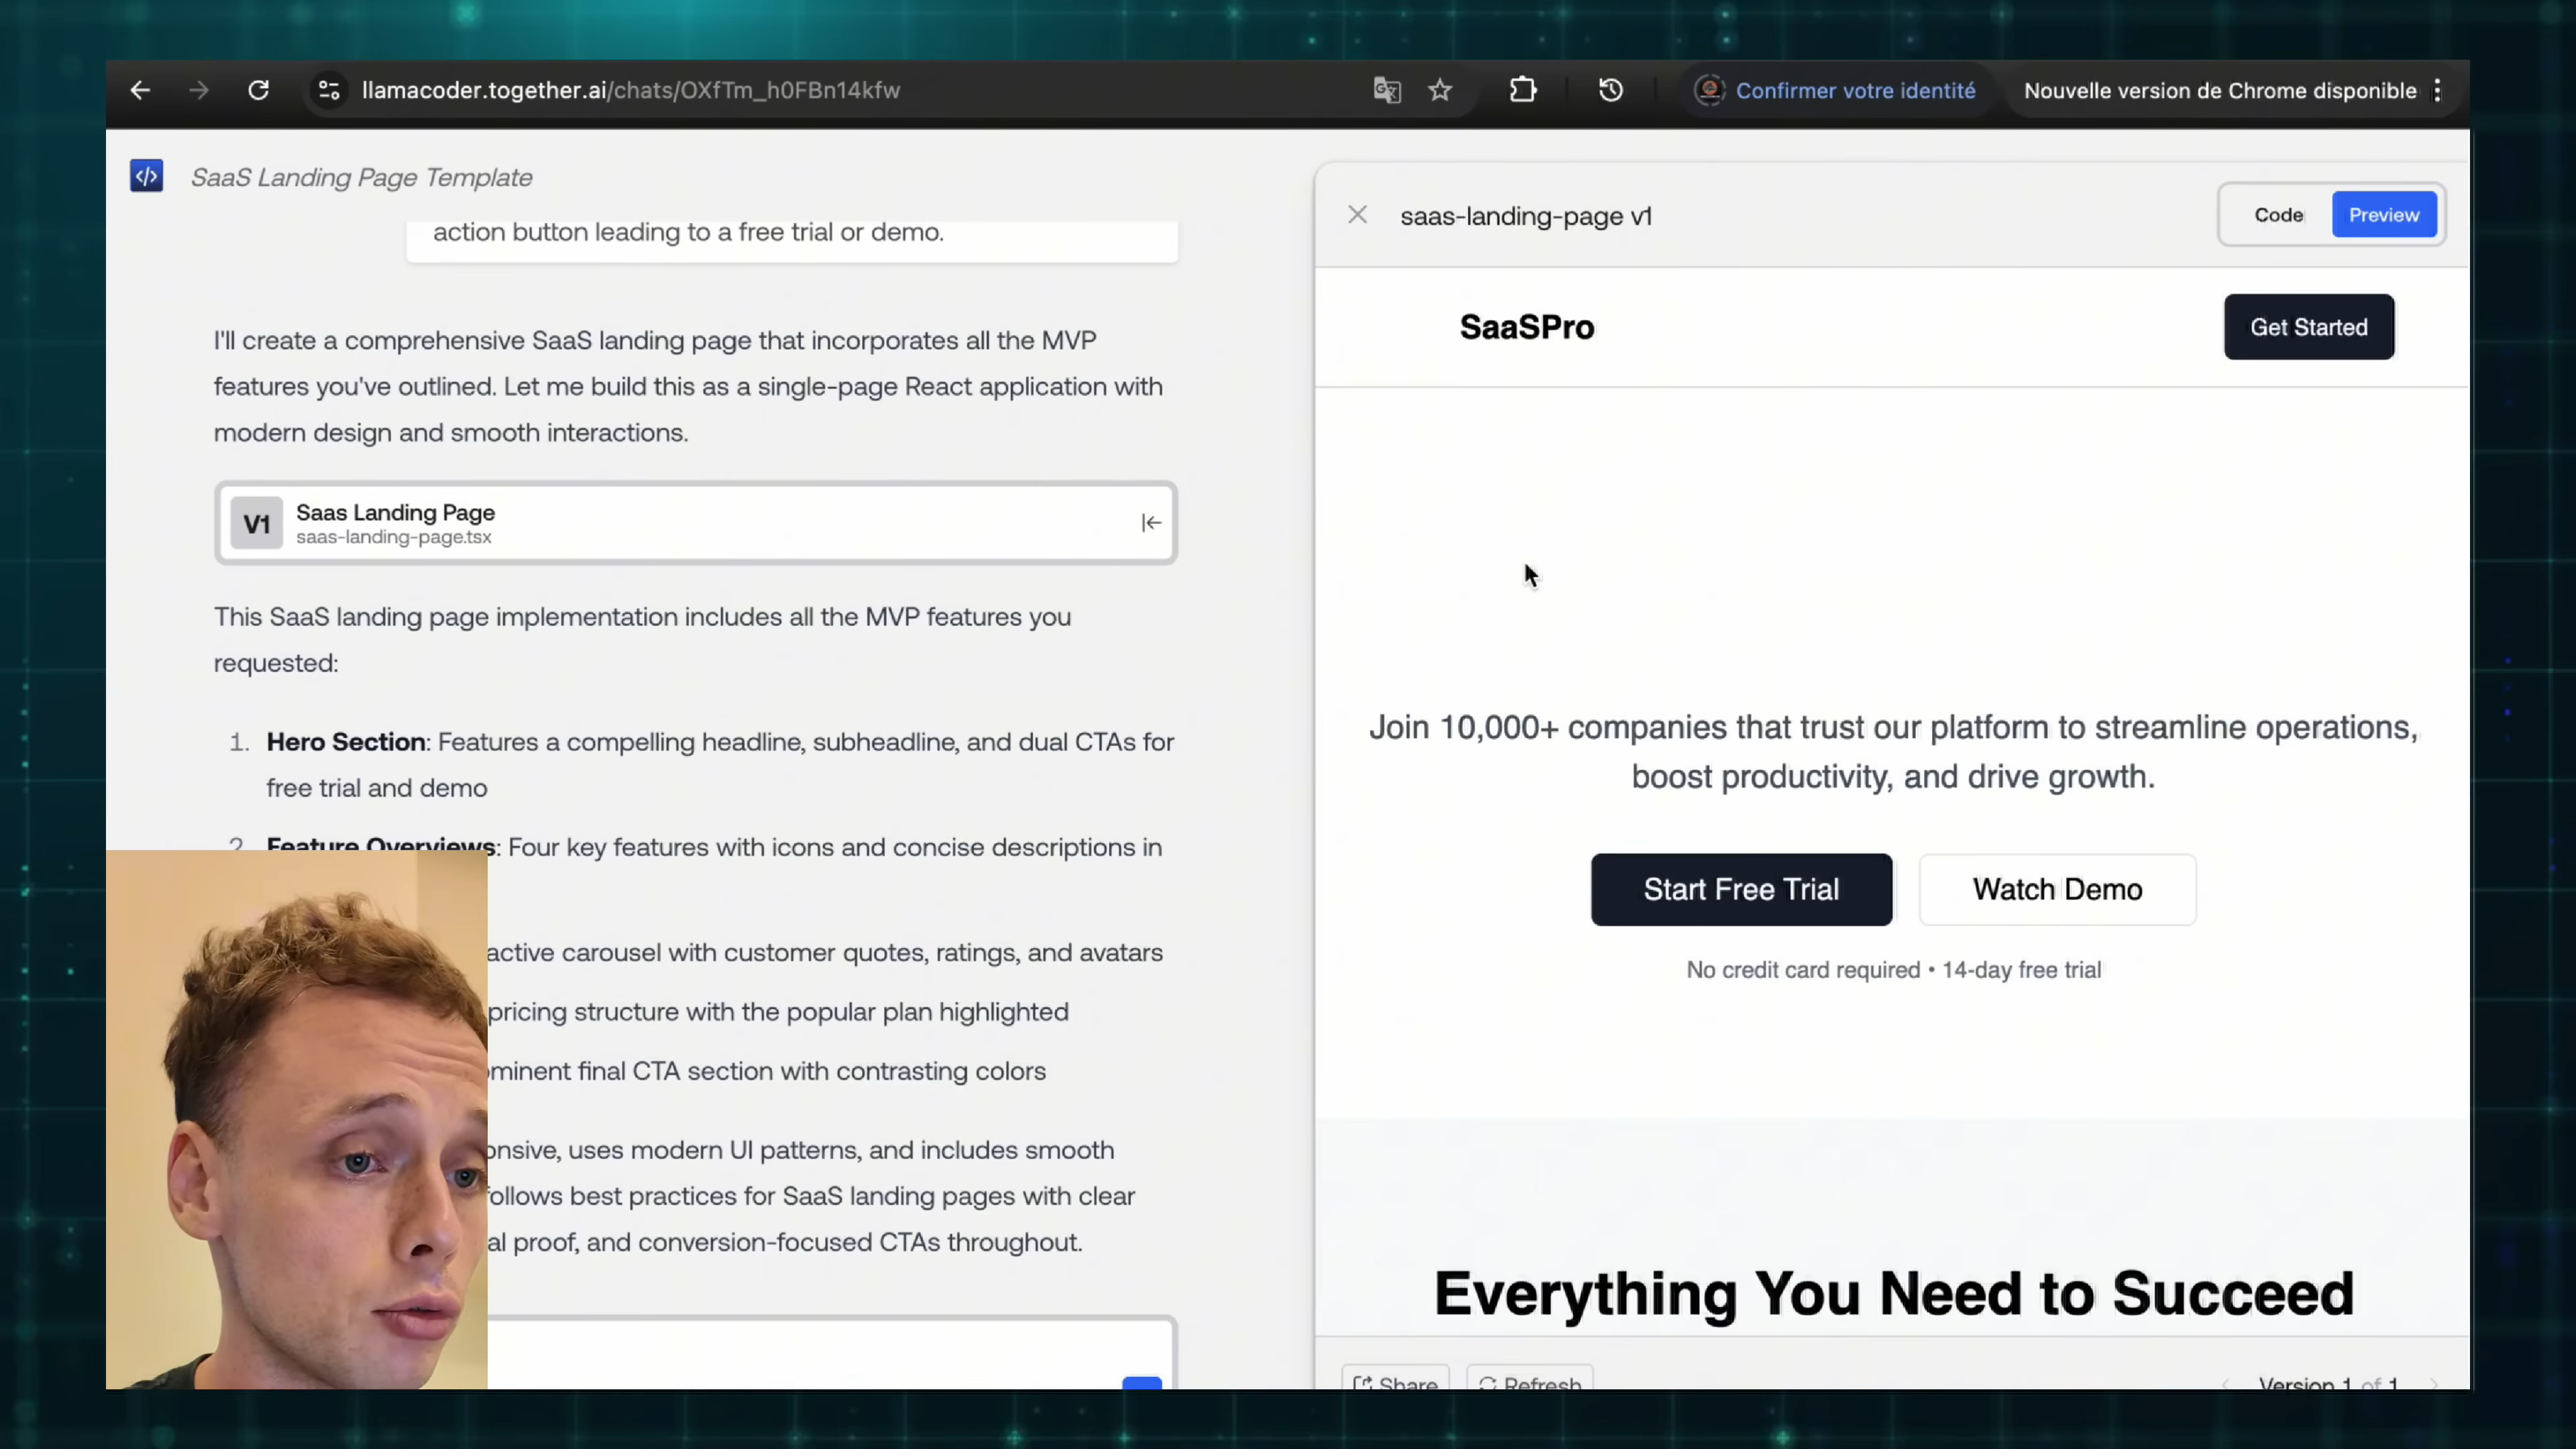 llamacoder.together.ai/chats/OXfTm_h0FBn14kfw
Confirmer votre identité
Nouvelle version de Chrome disponible
SaaS Landing Page Template
action button leading to a free trial or demo.
I'll create a comprehensive SaaS landing page that incorporates all the MVP
features you've outlined. Let me build this as a single-page React application with
modern design and smooth interactions.
V1
Saas Landing Page
saas-landing-page.tsx
This SaaS landing page implementation includes all the MVP features you
requested:
1. Hero Section: Features a compelling headline, subheadline, and dual CTAs for
free trial and demo
2. Feature Overviews: Four key features with icons and concise descriptions in
active carousel with customer quotes, ratings, and avatars
pricing structure with the popular plan highlighted
ominent final CTA section with contrasting colors
onsive, uses modern UI patterns, and includes smooth
follows best practices for SaaS landing pages with clear
al proof, and conversion-focused CTAs throughout.
saas-landing-page v1
Code
Preview
SaaSPro
Get Started
Join 10,000+ companies that trust our platform to streamline operations,
boost productivity, and drive growth.
Start Free Trial
Watch Demo
No credit card required • 14-day free trial
Everything You Need to Succeed
Share
Refresh
Version 1 of 1